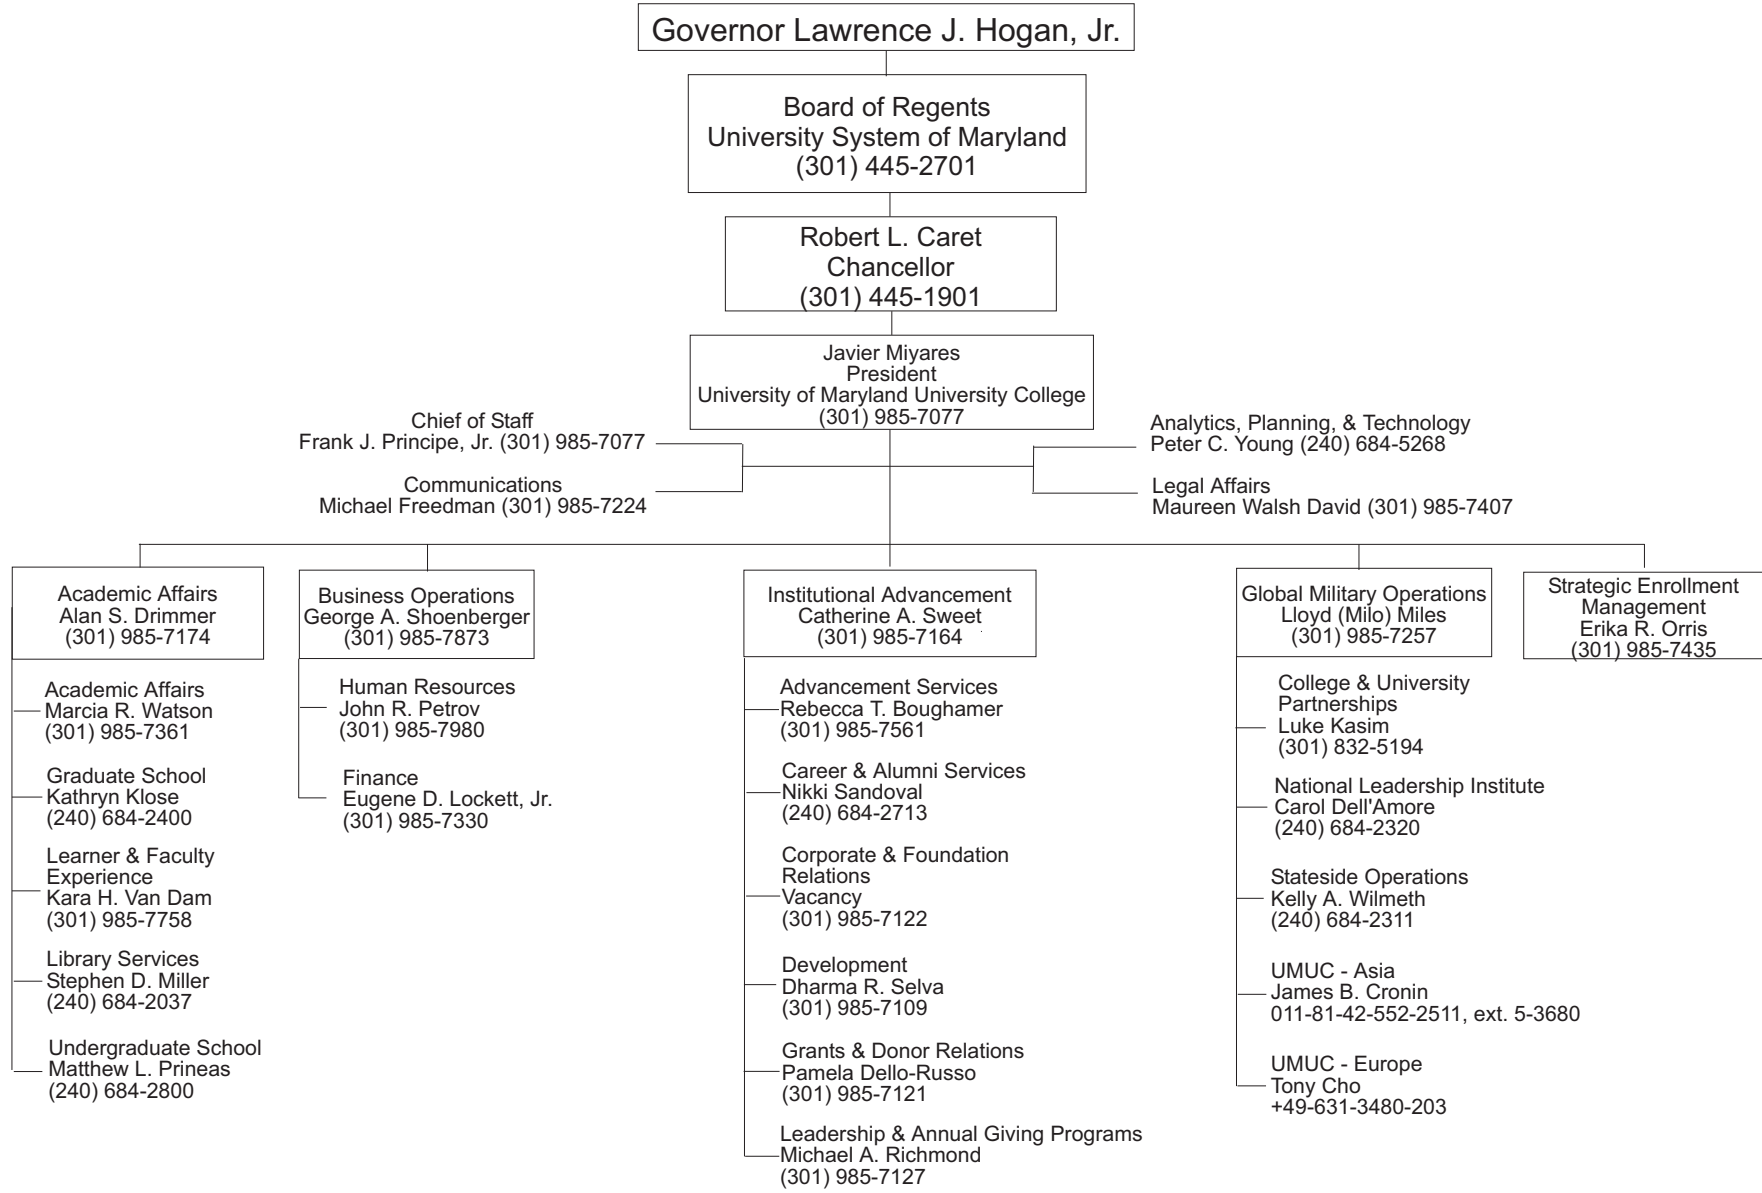 Governor Lawrence J. Hogan, Jr.
Board of Regents
University System of Maryland
(301) 445-2701
Robert L. Caret
Chancellor
(301) 445-1901
Javier Miyares
President
University of Maryland University College
(301) 985-7077
Chief of Staff
Frank J. Principe, Jr. (301) 985-7077
Communications
Michael Freedman (301) 985-7224
Analytics, Planning, & Technology
Peter C. Young (240) 684-5268
Legal Affairs
Maureen Walsh David (301) 985-7407
Academic Affairs
Alan S. Drimmer
(301) 985-7174
Academic Affairs
Marcia R. Watson
(301) 985-7361
Graduate School
Kathryn Klose
(240) 684-2400
Learner & Faculty
Experience
Kara H. Van Dam
(301) 985-7758
Library Services
Stephen D. Miller
(240) 684-2037
Undergraduate School
Matthew L. Prineas
(240) 684-2800
Business Operations
George A. Shoenberger
(301) 985-7873
Human Resources
John R. Petrov
(301) 985-7980
Finance
Eugene D. Lockett, Jr.
(301) 985-7330
Institutional Advancement
Catherine A. Sweet
(301) 985-7164
Advancement Services
Rebecca T. Boughamer
(301) 985-7561
Career & Alumni Services
Nikki Sandoval
(240) 684-2713
Corporate & Foundation
Relations
Vacancy
(301) 985-7122
Development
Dharma R. Selva
(301) 985-7109
Grants & Donor Relations
Pamela Dello-Russo
(301) 985-7121
Leadership & Annual Giving Programs
Michael A. Richmond
(301) 985-7127
Global Military Operations
Lloyd (Milo) Miles
(301) 985-7257
College & University
Partnerships
Luke Kasim
(301) 832-5194
National Leadership Institute
Carol Dell'Amore
(240) 684-2320
Stateside Operations
Kelly A. Wilmeth
(240) 684-2311
UMUC - Asia
James B. Cronin
011-81-42-552-2511, ext. 5-3680
UMUC - Europe
Tony Cho
+49-631-3480-203
Strategic Enrollment
Management
Erika R. Orris
(301) 985-7435